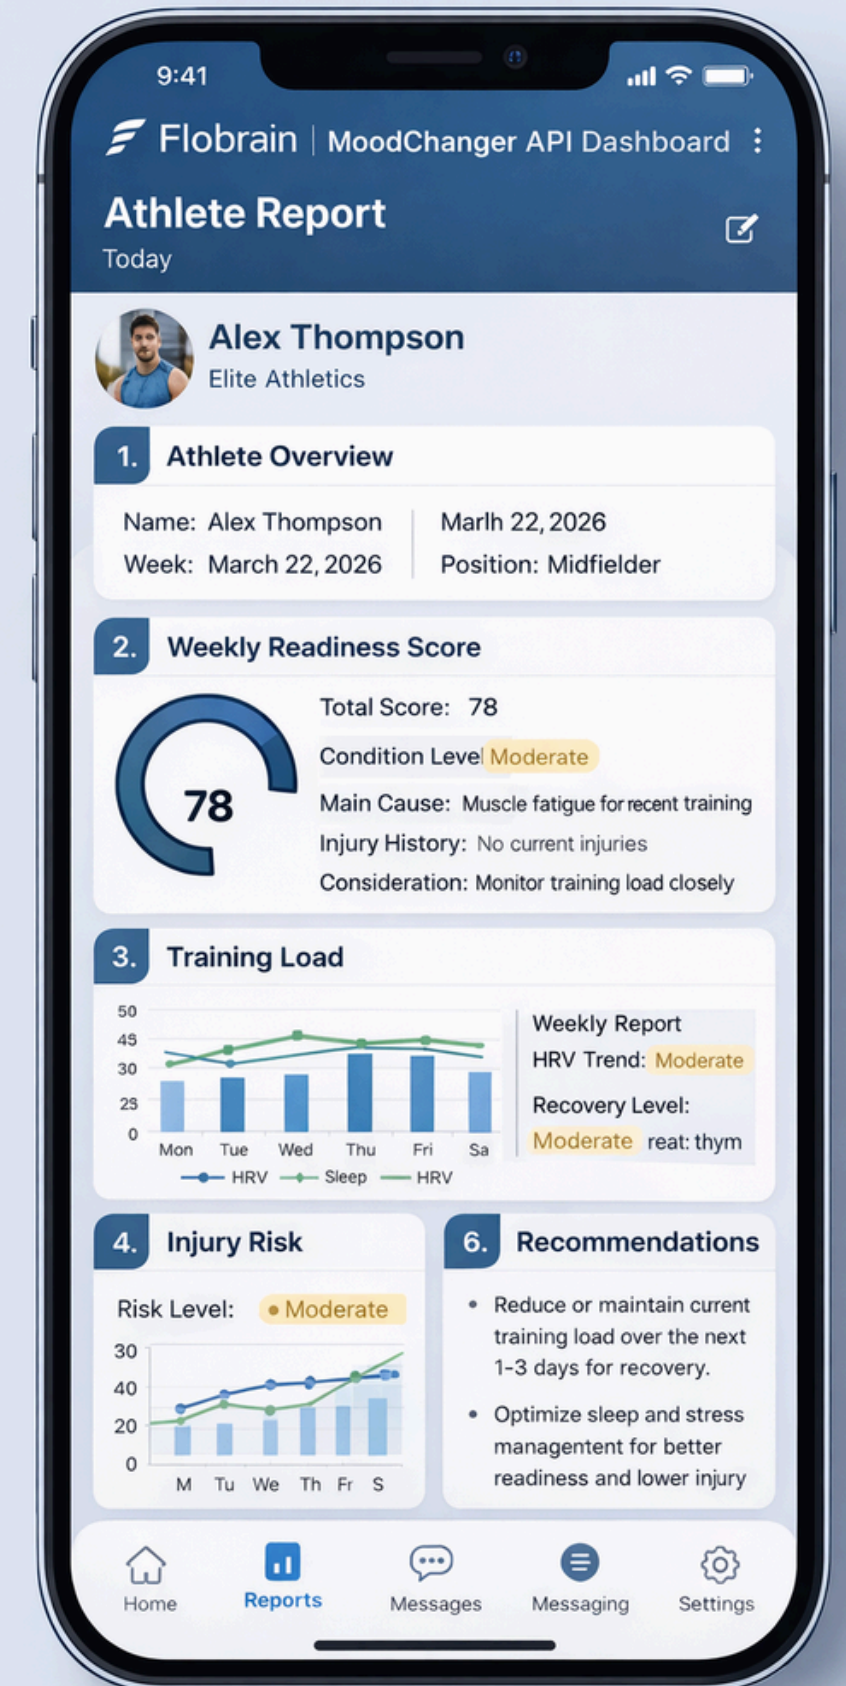 9:41
Flobrain | MoodChanger API Dashboard
Athlete Report
Today
Alex Thompson
Elite Athletics
1. Athlete Overview
Name: Alex Thompson
Marlh 22, 2026
Week: March 22, 2026
Position: Midfielder
2. Weekly Readiness Score
78
Total Score: 78
Condition Level Moderate
Main Cause: Muscle fatigue for recent training
Injury History: No current injuries
Consideration: Monitor training load closely
3. Training Load
50
45
30
25
0
Mon Tue Wed Thu Fri Sa
HRV Sleep HRV
Weekly Report
HRV Trend: Moderate
Recovery Level:
Moderate reat: thym
4. Injury Risk
Risk Level: • Moderate
30
40
20
0
M Tu We Th Fr S
6. Recommendations
• Reduce or maintain current
training load over the next
1-3 days for recovery.
• Optimize sleep and stress
managentent for better
readiness and lower injury
Home Reports Messages Messaging Settings